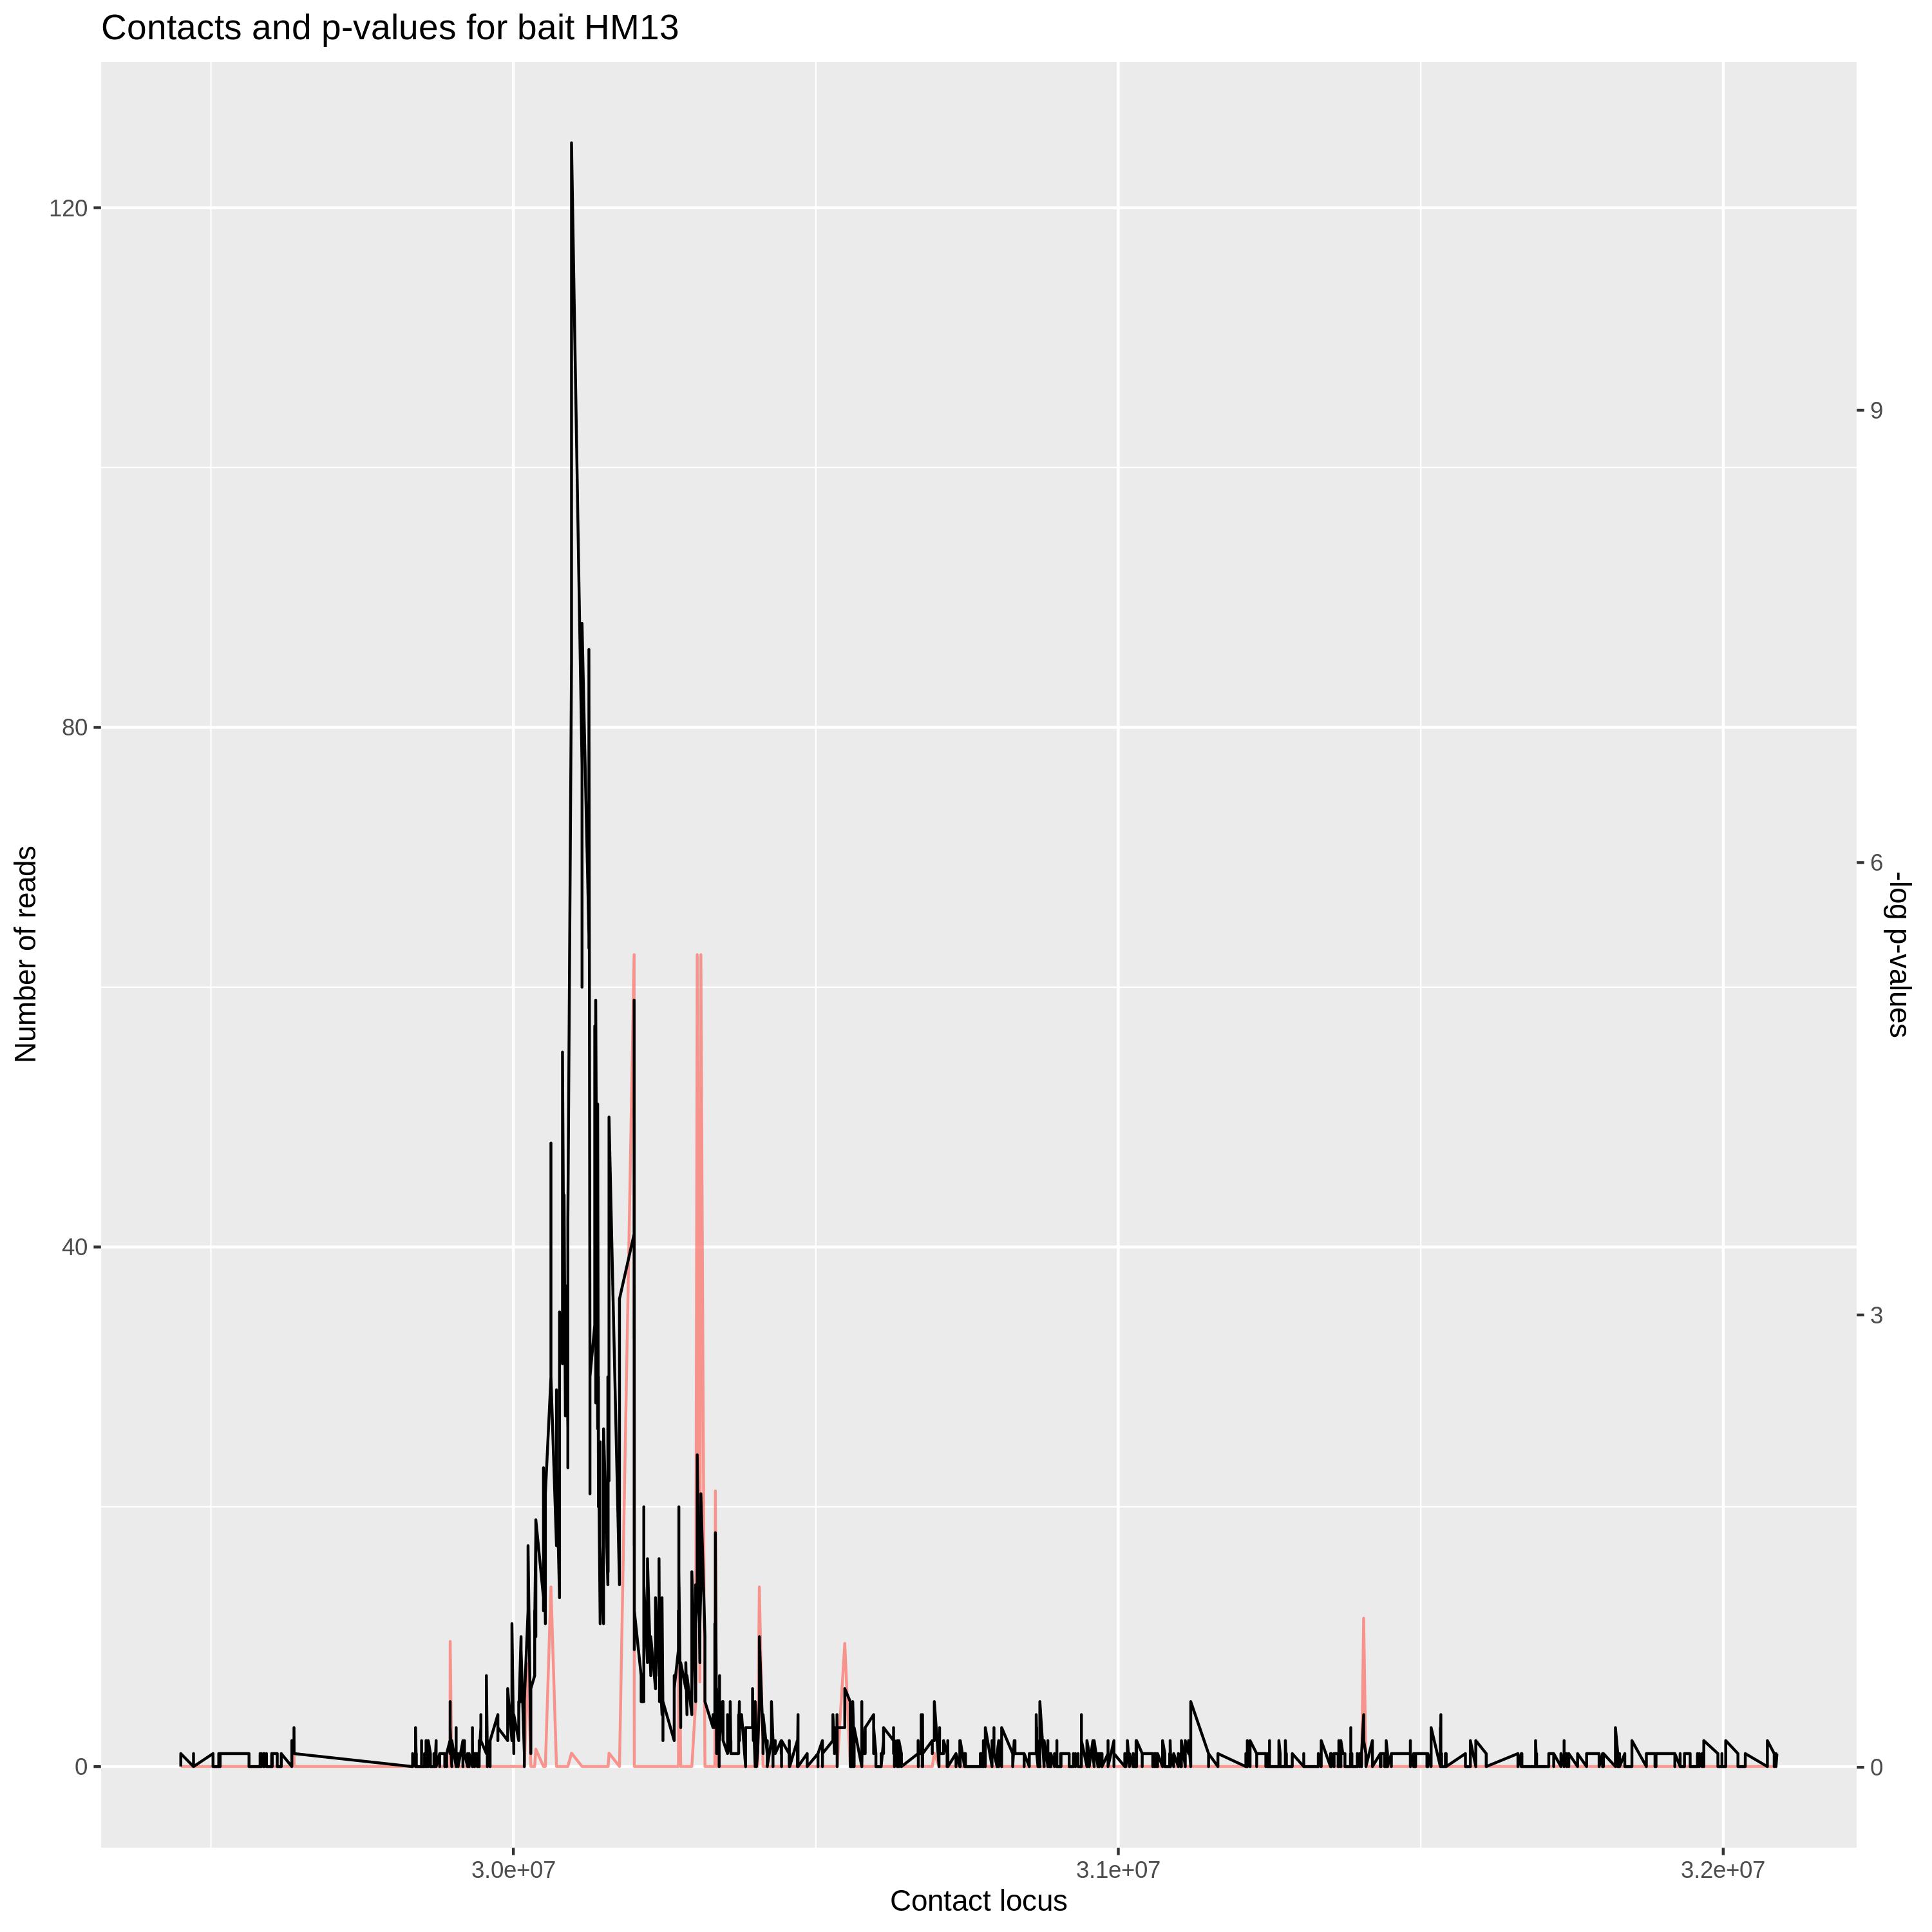 Contacts and p-values for bait HM13
120
80
40
0
Number of reads
9
6
3
0
-log p-values
3.0e+07
3.1e+07
3.2e+07
Contact locus